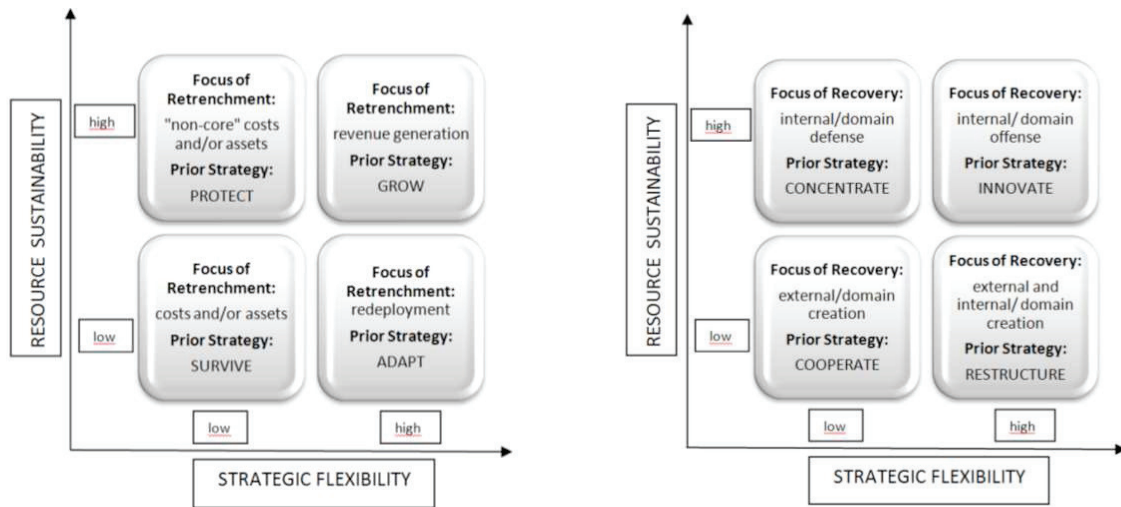 RESOURCE SUSTAINABILITY
high
low
Focus of
Retrenchment:
"non-core" costs
and/or assets
Prior Strategy:
PROTECT
Focus of
Retrenchment:
revenue generation
Prior Strategy:
GROW
Focus of
Retrenchment:
costs and/or assets
Prior Strategy:
SURVIVE
Focus of
Retrenchment:
redeployment
Prior Strategy:
ADAPT
low
high
STRATEGIC FLEXIBILITY
RESOURCE SUSTAINABILITY
high
low
Focus of Recovery:
internal/domain
defense
Prior Strategy:
CONCENTRATE
Focus of Recovery:
internal/ domain
offense
Prior Strategy:
INNOVATE
Focus of Recovery:
external/domain
creation
Prior Strategy:
COOPERATE
Focus of Recovery:
external and
internal/ domain
creation
Prior Strategy:
RESTRUCTURE
low
high
STRATEGIC FLEXIBILITY